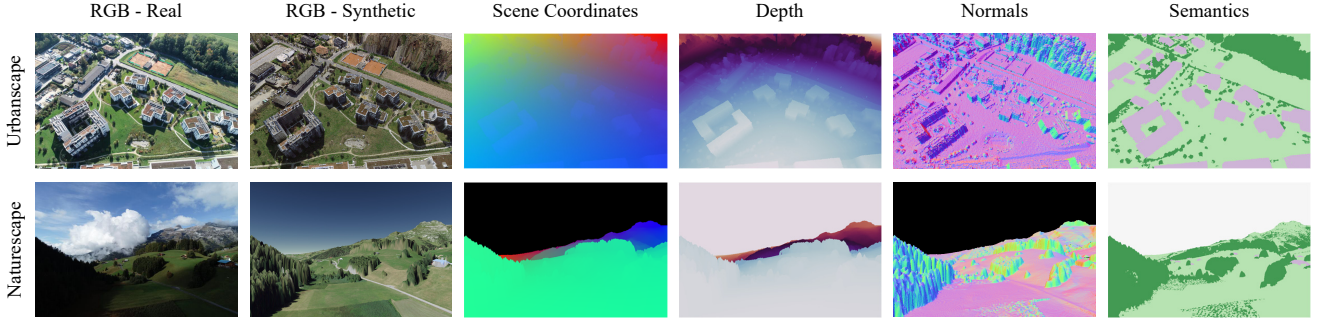 RGB - Real
RGB - Synthetic
Scene Coordinates
Depth
Normals
Semantics
Urbanscape
Naturescape